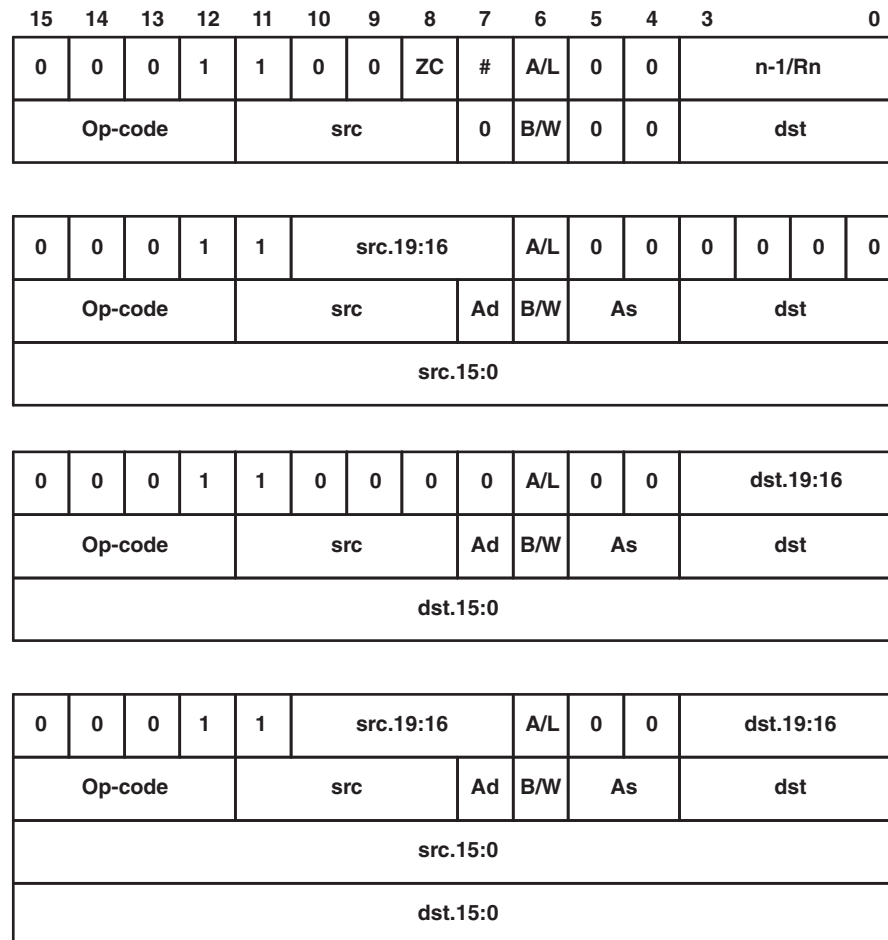 15 14 13 12 11 10 9 8 7 6 5 4 3 0
0 0 0 1 1 0 0 ZC # A/L 0 0 n-1/Rn
Op-code src 0 B/W 0 0 dst
0 0 0 1 1 src.19:16 A/L 0 0 0 0 0 0
Op-code src Ad B/W As dst
src.15:0
0 0 0 1 1 0 0 0 0 A/L 0 0 dst.19:16
Op-code src Ad B/W As dst
dst.15:0
0 0 0 1 1 src.19:16 A/L 0 0 dst.19:16
Op-code src Ad B/W As dst
src.15:0
dst.15:0